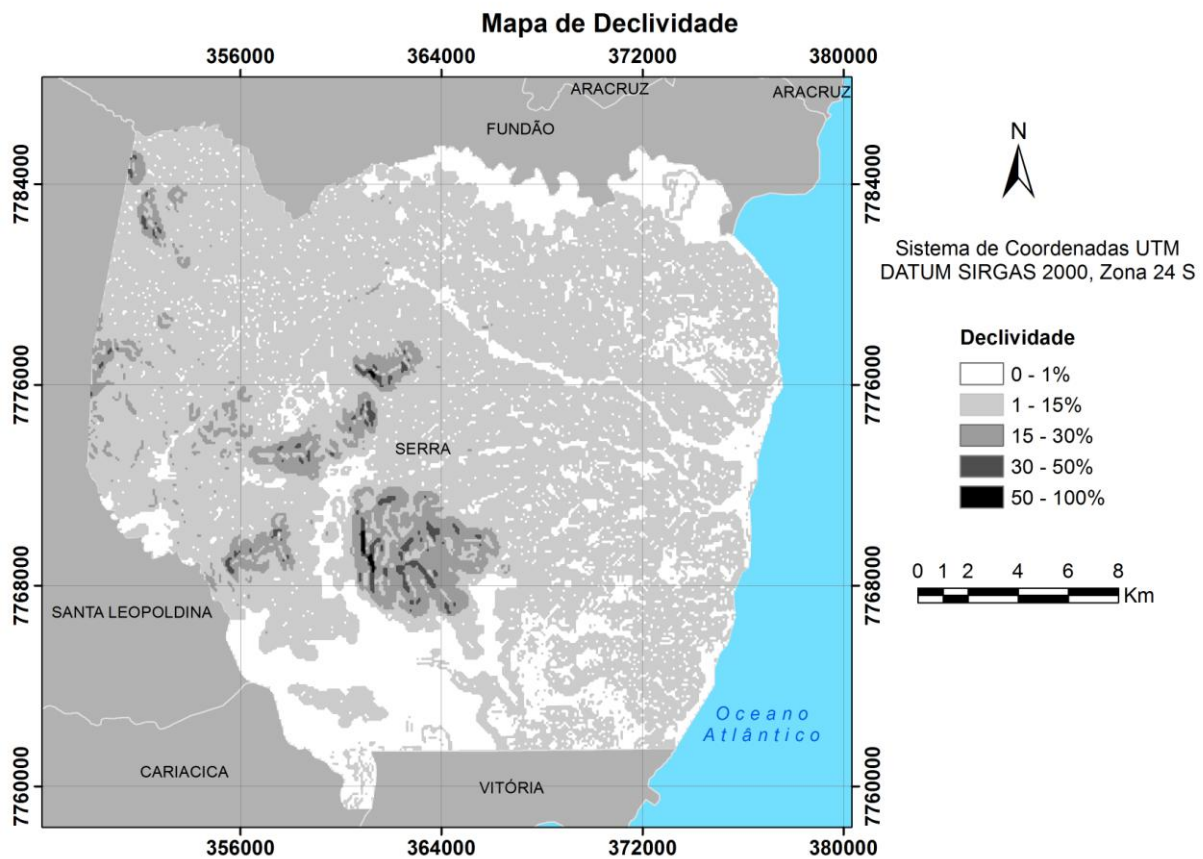 Mapa de Declividade
356000 364000 372000 380000
ARACRUZ ARACRUZ
FUNDÃO
7784000 7784000
N
Sistema de Coordenadas UTM
DATUM SIRGAS 2000, Zona 24 S
Declividade
0 - 1%
1 - 15%
15 - 30%
30 - 50%
50 - 100%
7776000 7776000
SERRA
7768000 7768000
0 1 2 4 6 8
Km
SANTA LEOPOLDINA
Oceano
Atlântico
CARIACICA
VITÓRIA
7760000 7760000
356000 364000 372000 380000